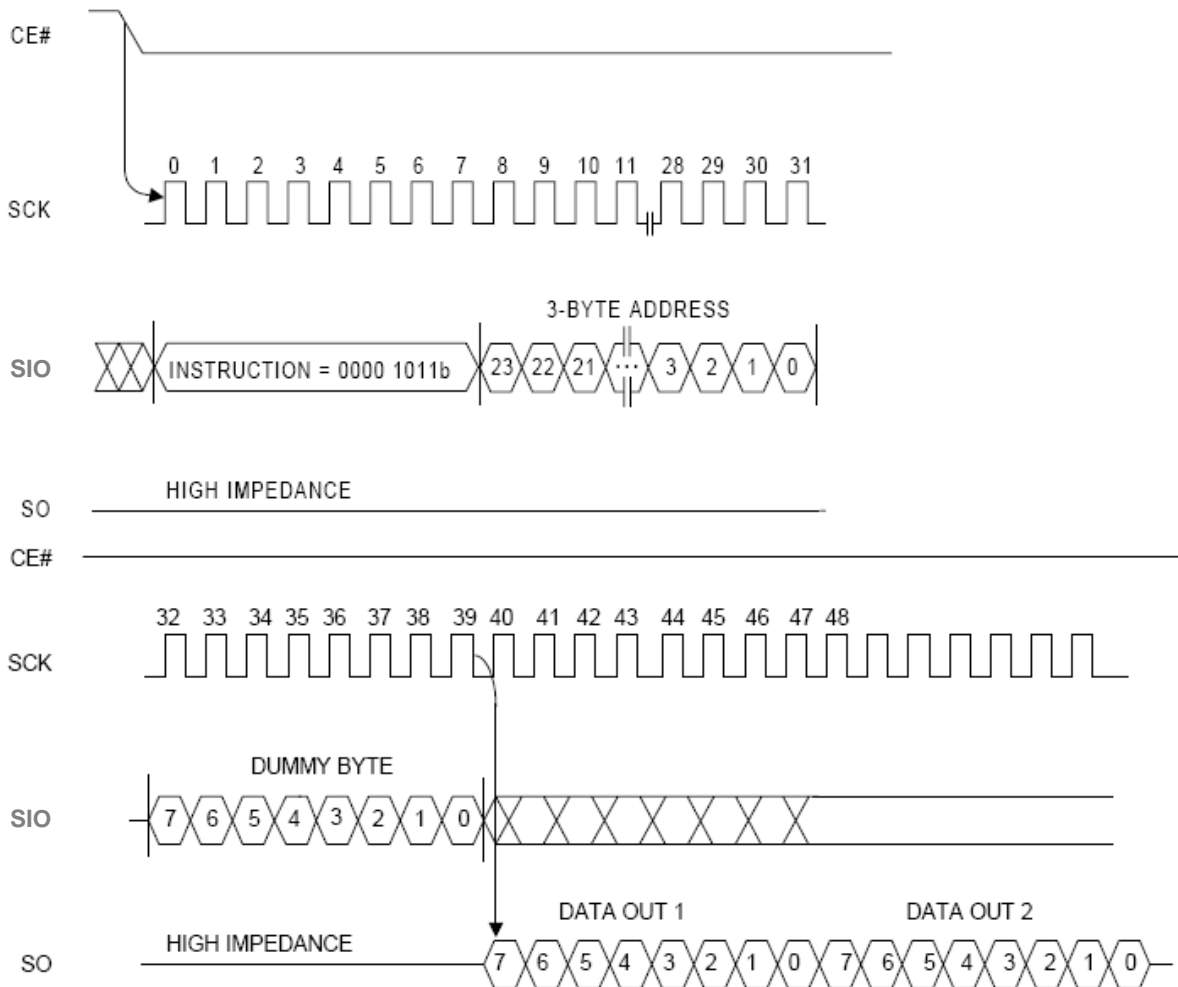 CE#
0 1 2 3 4 5 6 7 8 9 10 11 28 29 30 31
SCK
3-BYTE ADDRESS
SIO INSTRUCTION = 0000 1011b 23 22 21 ... 3 2 1 0
HIGH IMPEDANCE
SO
CE#
32 33 34 35 36 37 38 39 40 41 42 43 44 45 46 47 48
SCK
DUMMY BYTE
SIO 7 6 5 4 3 2 1 0
DATA OUT 1 DATA OUT 2
HIGH IMPEDANCE
SO 7 6 5 4 3 2 1 0 7 6 5 4 3 2 1 0